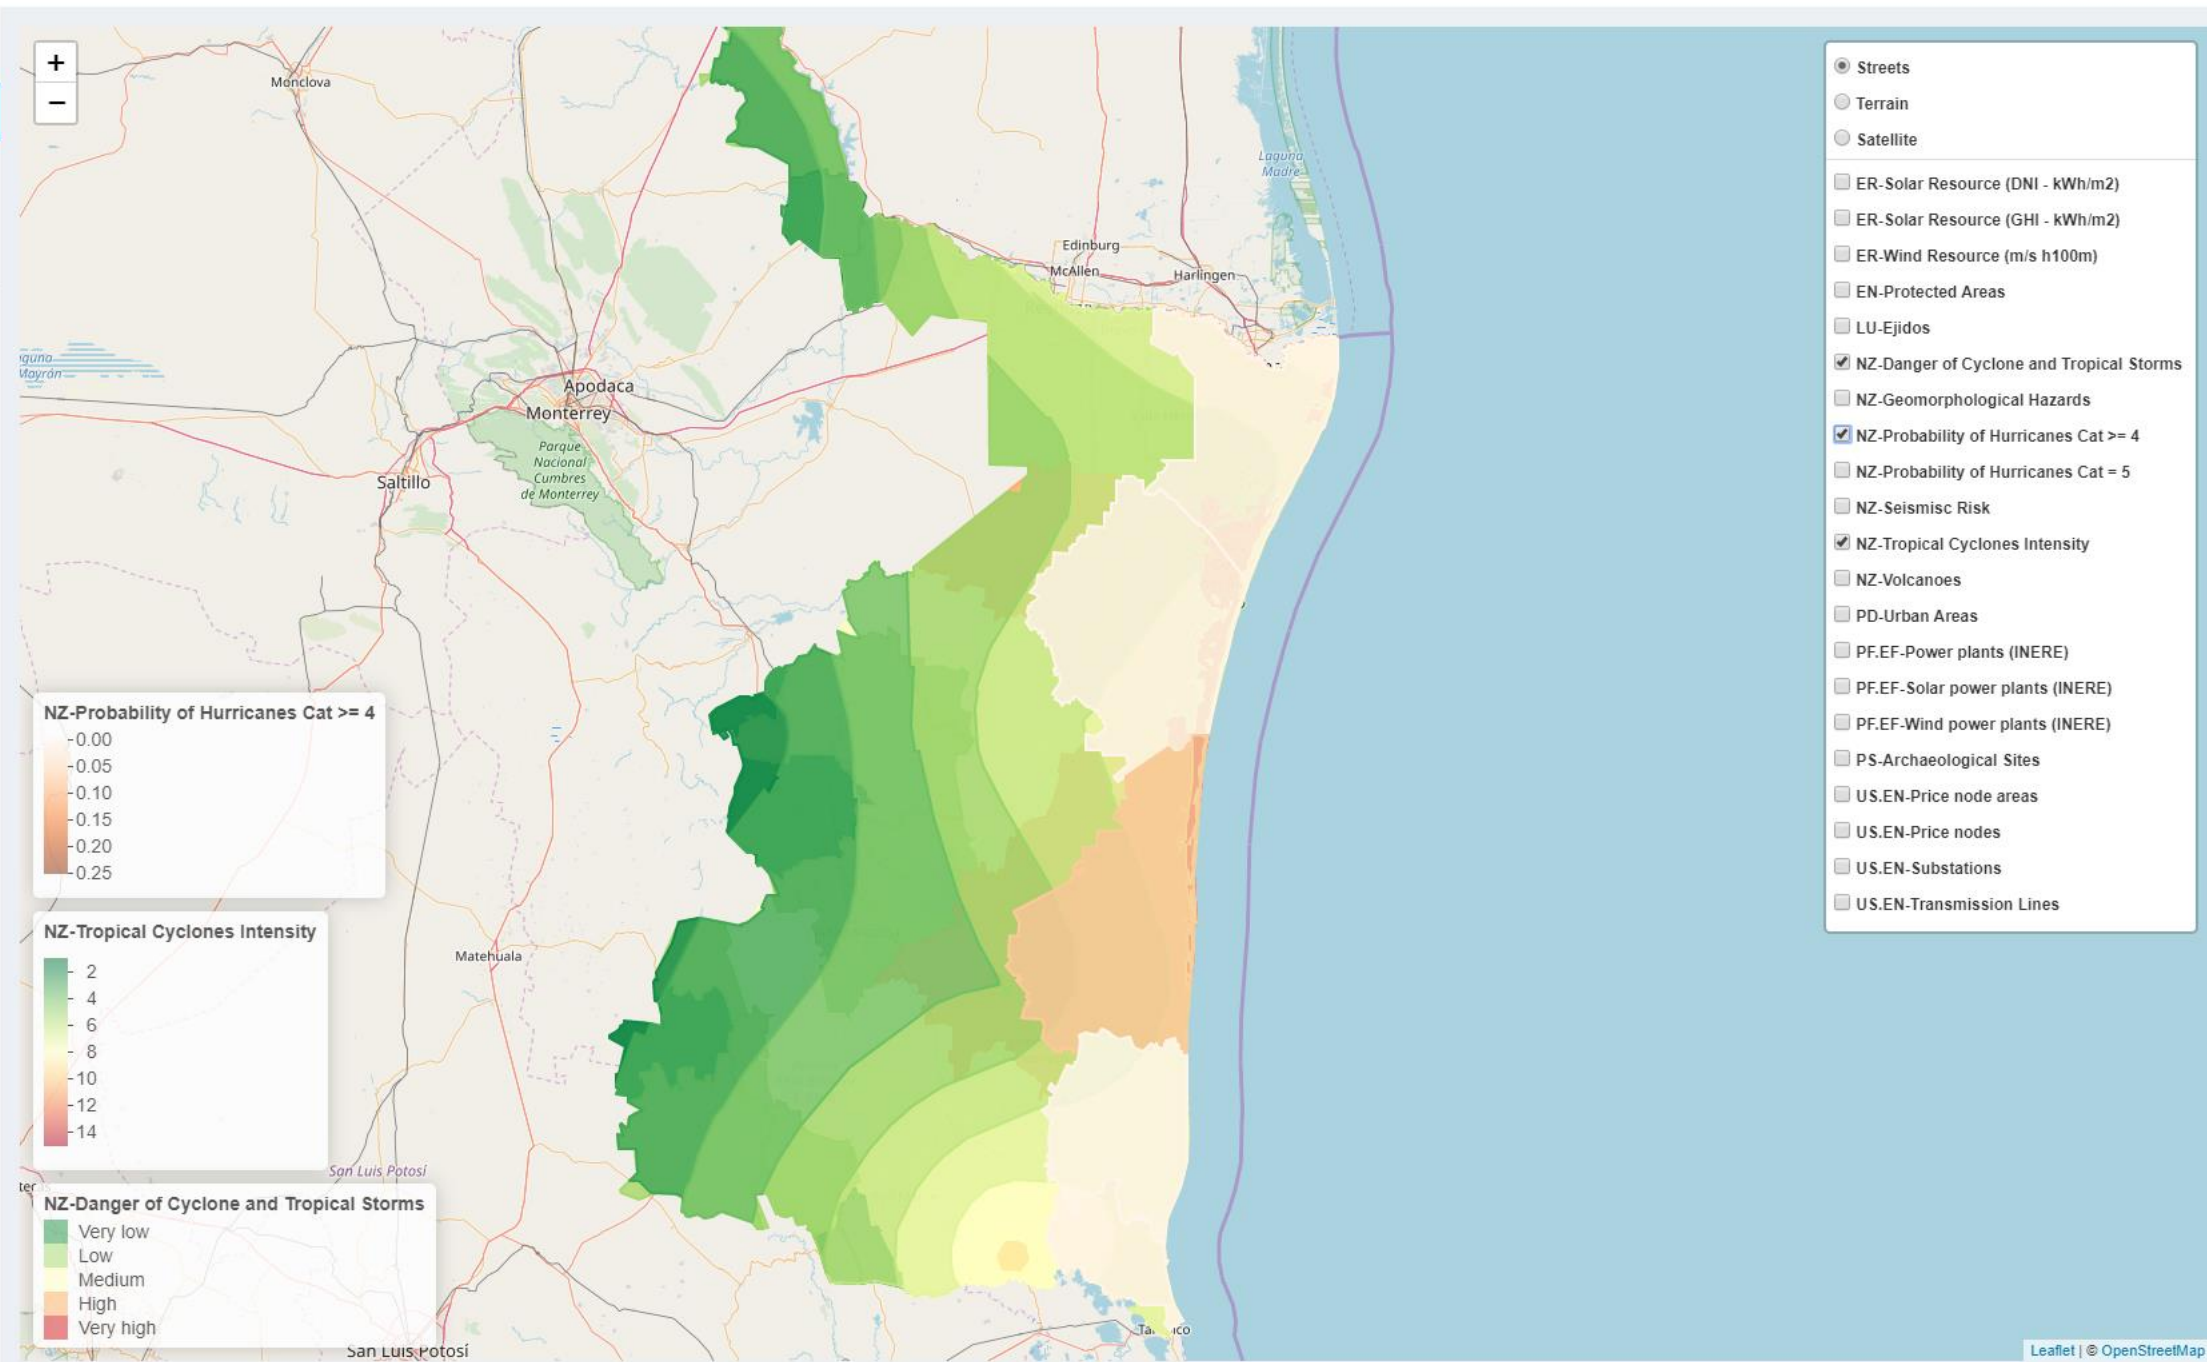 +
−
Monclova
Laguna
Madre
Edinburg
McAllen
Harlingen
Apodaca
Monterrey
Parque
Nacional
Cumbres
de Monterrey
Saltillo
Mayrán
Matehuala
San Luis Potosí
San Luis Potosí
NZ-Probability of Hurricanes Cat >= 4
0.00
0.05
0.10
0.15
0.20
0.25
NZ-Tropical Cyclones Intensity
2
4
6
8
10
12
14
NZ-Danger of Cyclone and Tropical Storms
Very low
Low
Medium
High
Very high
Streets
Terrain
Satellite
ER-Solar Resource (DNI - kWh/m2)
ER-Solar Resource (GHI - kWh/m2)
ER-Wind Resource (m/s h100m)
EN-Protected Areas
LU-Ejidos
NZ-Danger of Cyclone and Tropical Storms
NZ-Geomorphological Hazards
NZ-Probability of Hurricanes Cat >= 4
NZ-Probability of Hurricanes Cat = 5
NZ-Seismisc Risk
NZ-Tropical Cyclones Intensity
NZ-Volcanoes
PD-Urban Areas
PF.EF-Power plants (INERE)
PF.EF-Solar power plants (INERE)
PF.EF-Wind power plants (INERE)
PS-Archaeological Sites
US.EN-Price node areas
US.EN-Price nodes
US.EN-Substations
US.EN-Transmission Lines
Leaflet | © OpenStreetMap